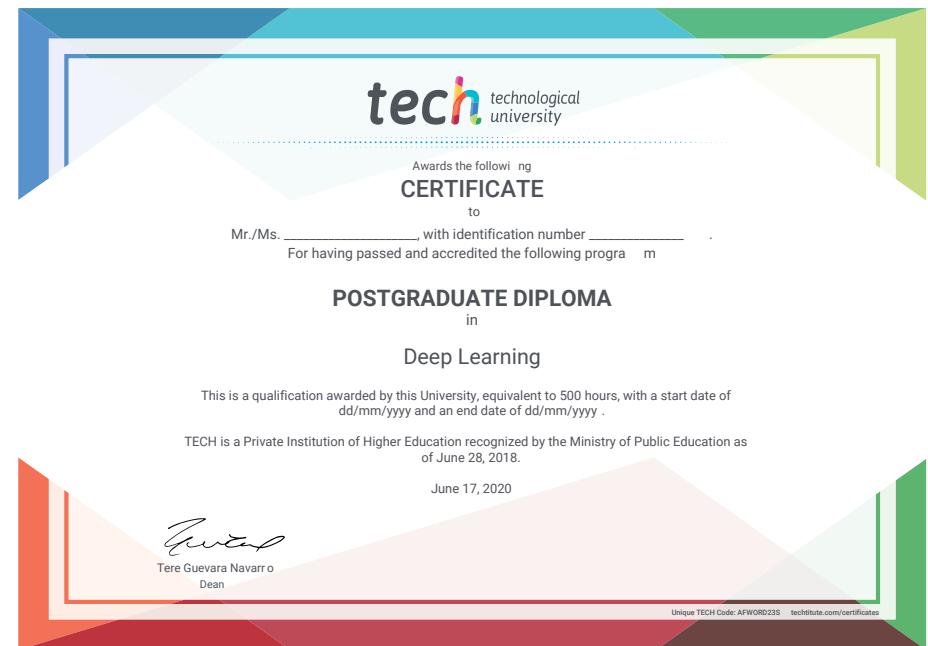 tech technological
university
Awards the followi ng
CERTIFICATE
to
Mr./Ms. _____________________, with identification number _______________ .
For having passed and accredited the following progra m
POSTGRADUATE DIPLOMA
in
Deep Learning
This is a qualification awarded by this University, equivalent to 500 hours, with a start date of
dd/mm/yyyy and an end date of dd/mm/yyyy .
TECH is a Private Institution of Higher Education recognized by the Ministry of Public Education as
of June 28, 2018.
June 17, 2020
Tere Guevara Navarr o
Dean
Unique TECH Code: AFWORD23S techtitute.com/certificates